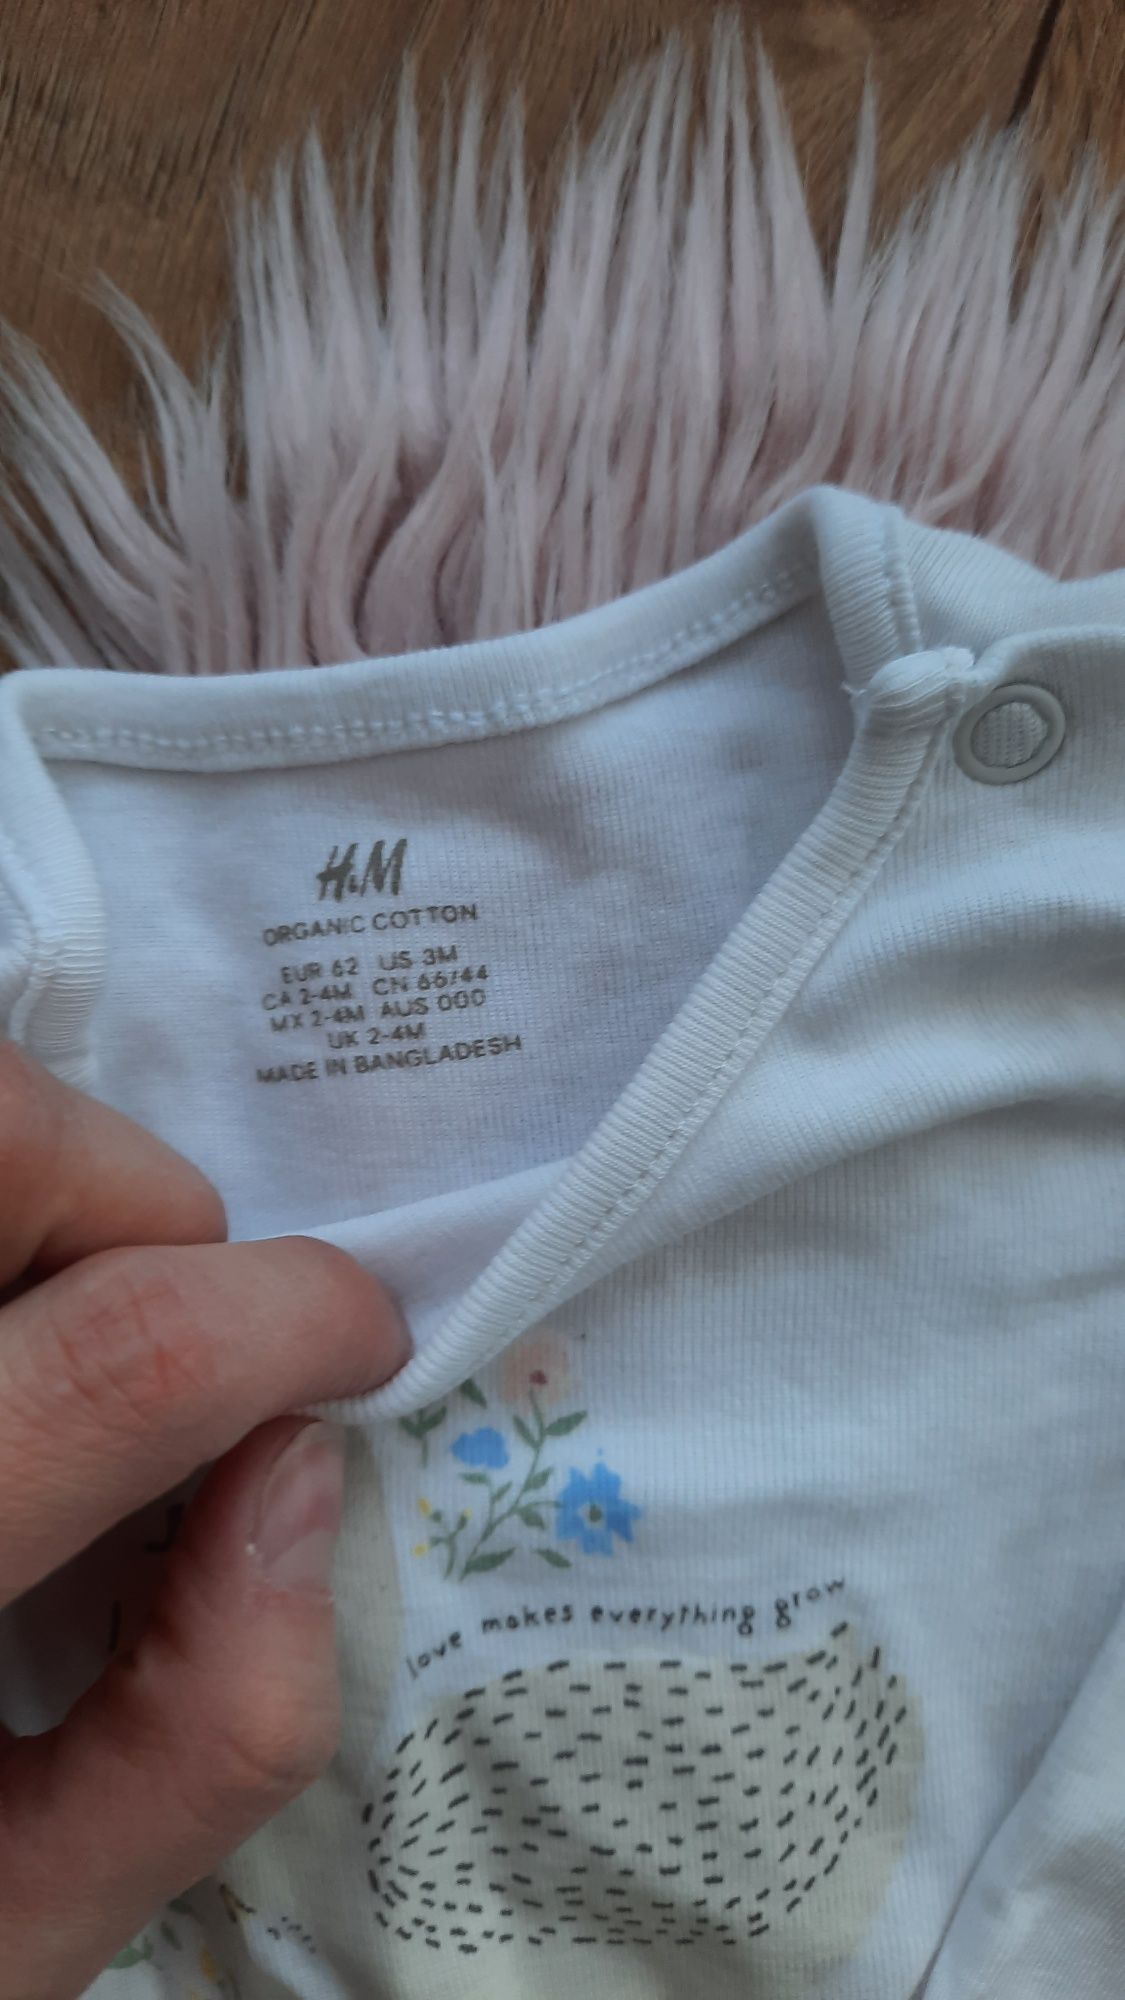 H&M
ORGANIC COTTON
EUR 62 US 3M
CA 2-4M CN 66/44
MX 2-4M AUS 000
UK 2-4M
MADE IN BANGLADESH
love makes everything grow